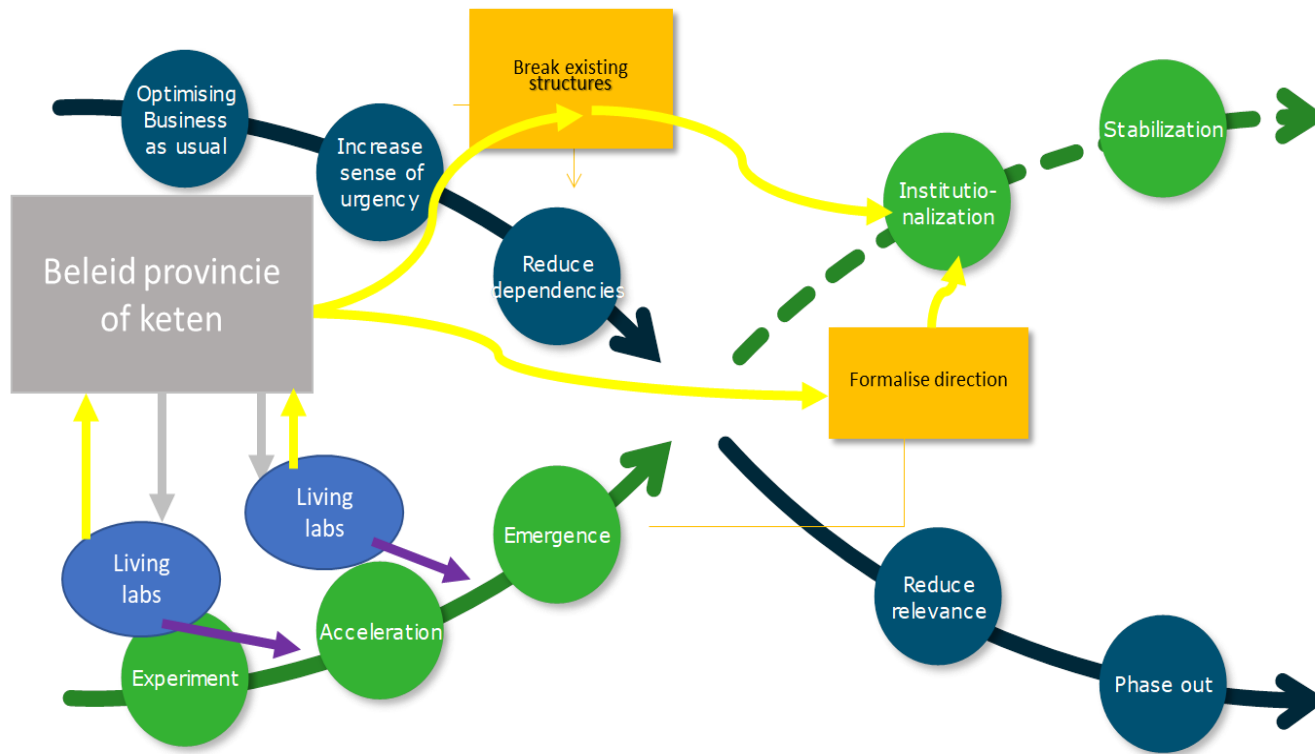 Optimising
Business
as usual
Increase
sense of
urgency
Break existing
structures
Reduce
dependencies
Institutio-
nalization
Stabilization
Beleid provincie
of keten
Formalise direction
Living
labs
Living
labs
Experiment
Acceleration
Emergence
Reduce
relevance
Phase out